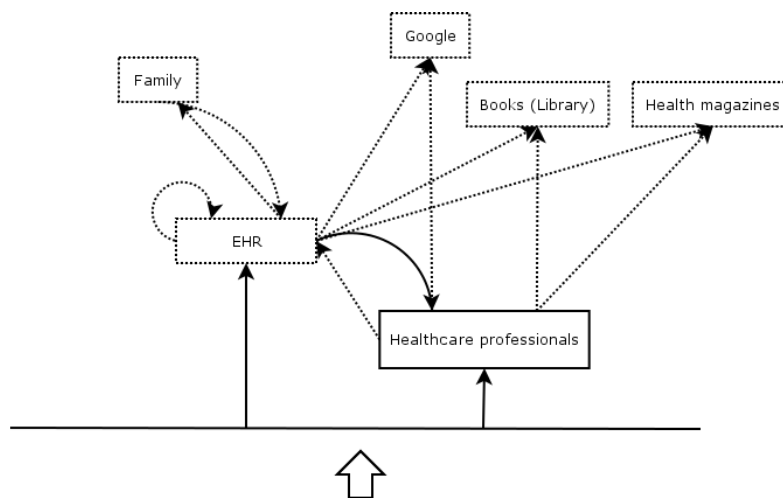 Google
Family
Books (Library)
Health magazines
EHR
Healthcare professionals